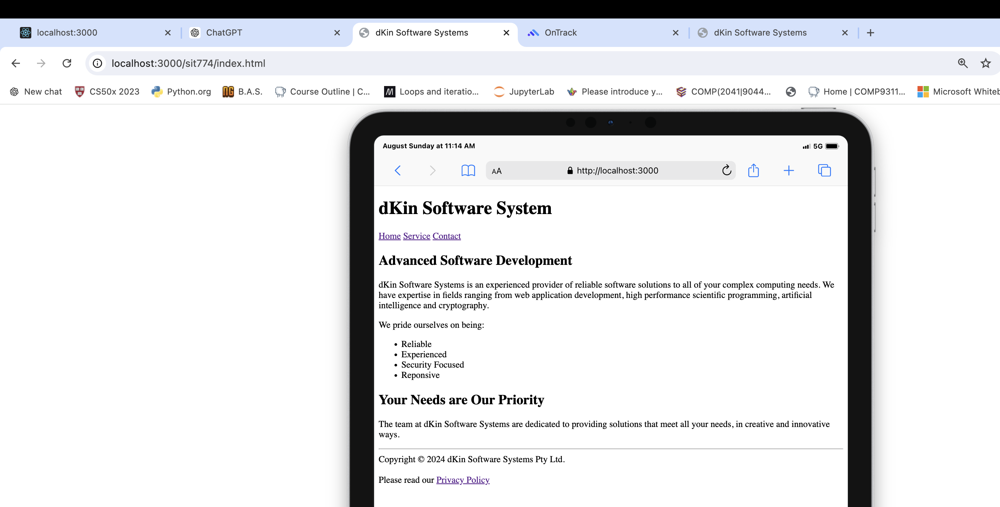 localhost:3000
ChatGPT
dKin Software Systems
OnTrack
dKin Software Systems
localhost:3000/sit774/index.html
New chat
CS50x 2023
Python.org
B.A.S.
Course Outline | C...
Loops and iteratio...
JupyterLab
Please introduce y...
COMP(2041|9044...
Home | COMP9311...
Microsoft Whiteb
August Sunday at 11:14 AM
5G
AA
http://localhost:3000
dKin Software System
Home Service Contact
Advanced Software Development
dKin Software Systems is an experienced provider of reliable software solutions to all of your complex computing needs. We
have expertise in fields ranging from web application development, high performance scientific programming, artificial
intelligence and cryptography.
We pride ourselves on being:
• Reliable
• Experienced
• Security Focused
• Reponsive
Your Needs are Our Priority
The team at dKin Software Systems are dedicated to providing solutions that meet all your needs, in creative and innovative
ways.
Copyright © 2024 dKin Software Systems Pty Ltd.
Please read our Privacy Policy